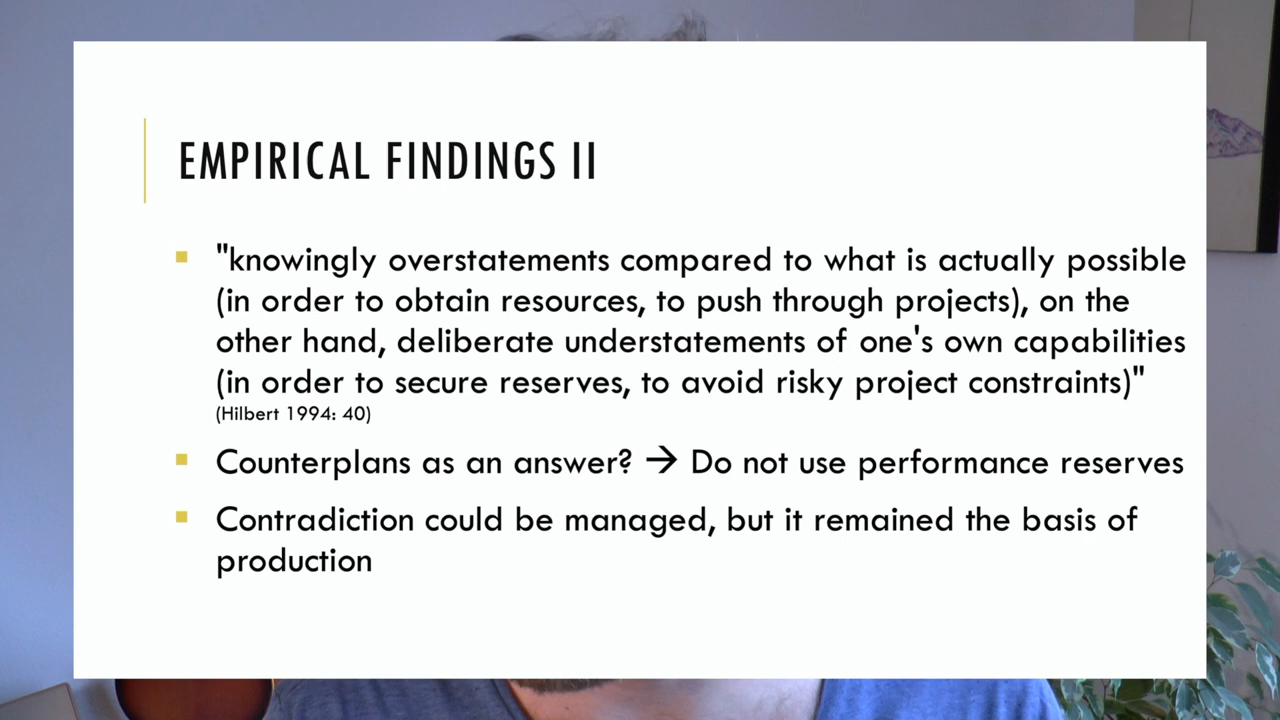 EMPIRICAL FINDINGS II
"knowingly overstatements compared to what is actually possible
(in order to obtain resources, to push through projects), on the
other hand, deliberate understatements of one's own capabilities
(in order to secure reserves, to avoid risky project constraints)"
(Hilbert 1994: 40)
Counterplans as an answer? → Do not use performance reserves
Contradiction could be managed, but it remained the basis of
production